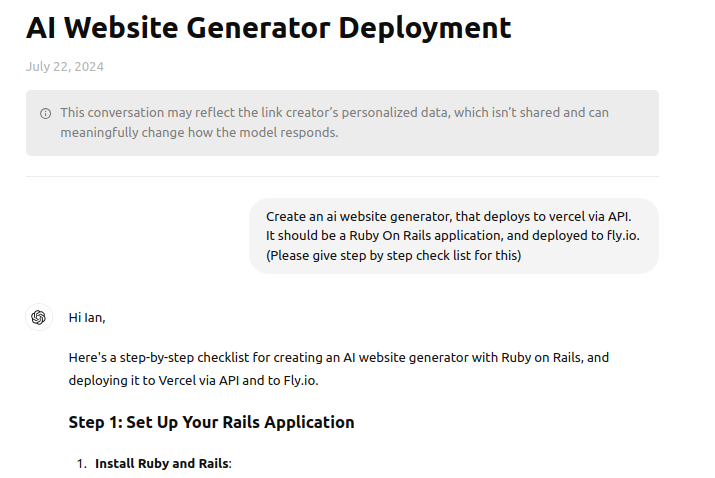 AI Website Generator Deployment
July 22, 2024
This conversation may reflect the link creator's personalized data, which isn't shared and can
meaningfully change how the model responds.
Create an ai website generator, that deploys to vercel via API.
It should be a Ruby On Rails application, and deployed to fly.io.
(Please give step by step check list for this)
Hi Ian,
Here's a step-by-step checklist for creating an AI website generator with Ruby on Rails, and
deploying it to Vercel via API and to Fly.io.
Step 1: Set Up Your Rails Application
1. Install Ruby and Rails: